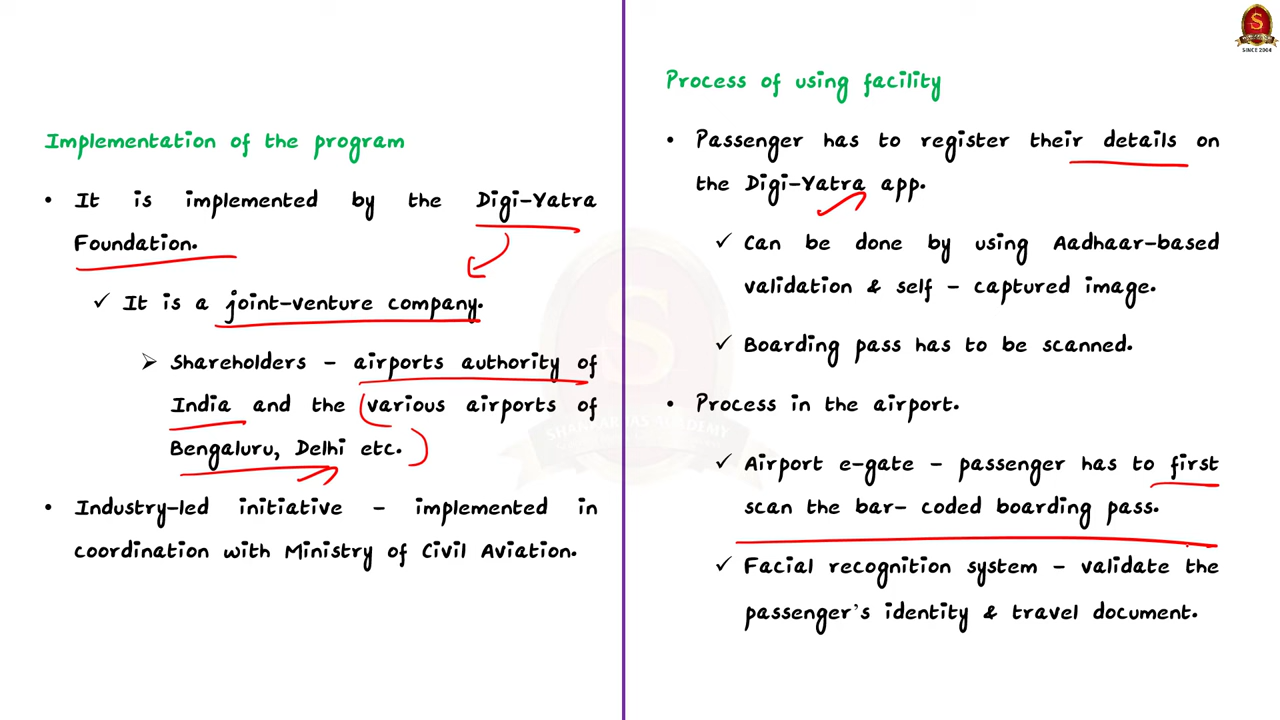 SINCE 2004
Implementation of the program
• It is implemented by the Digi-Yatra
Foundation.
✓ It is a joint-venture company.
➢ Shareholders - airports authority of
India and the various airports of
Bengaluru, Delhi etc.
• Industry-led initiative - implemented in
coordination with Ministry of Civil Aviation.
Process of using facility
• Passenger has to register their details on
the Digi-Yatra app.
✓ Can be done by using Aadhaar-based
validation & self - captured image.
✓ Boarding pass has to be scanned.
• Process in the airport.
✓ Airport e-gate - passenger has to first
scan the bar- coded boarding pass.
✓ Facial recognition system - validate the
passenger's identity & travel document.